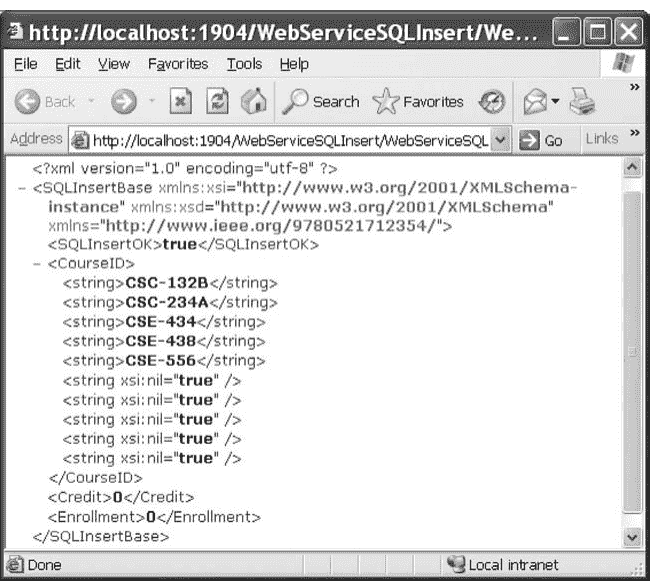 http://localhost:1904/WebServiceSQLInsert/We...
File Edit View Favorites Tools Help
Back Search Favorites »
Address http://localhost:1904/WebServiceSQLInsert/WebServiceSQL Go Links »
<?xml version="1.0" encoding="utf-8" ?>
– <SQLInsertBase xmlns:xsi="http://www.w3.org/2001/XMLSchema-
instance" xmlns:xsd="http://www.w3.org/2001/XMLSchema"
xmlns="http://www.ieee.org/9780521712354/">
<SQLInsertOK>true</SQLInsertOK>
– <CourseID>
<string>CSC-132B</string>
<string>CSC-234A</string>
<string>CSE-434</string>
<string>CSE-438</string>
<string>CSE-556</string>
<string xsi:nil="true" />
<string xsi:nil="true" />
<string xsi:nil="true" />
<string xsi:nil="true" />
<string xsi:nil="true" />
</CourseID>
<Credit>0</Credit>
<Enrollment>0</Enrollment>
</SQLInsertBase>
Done Local intranet